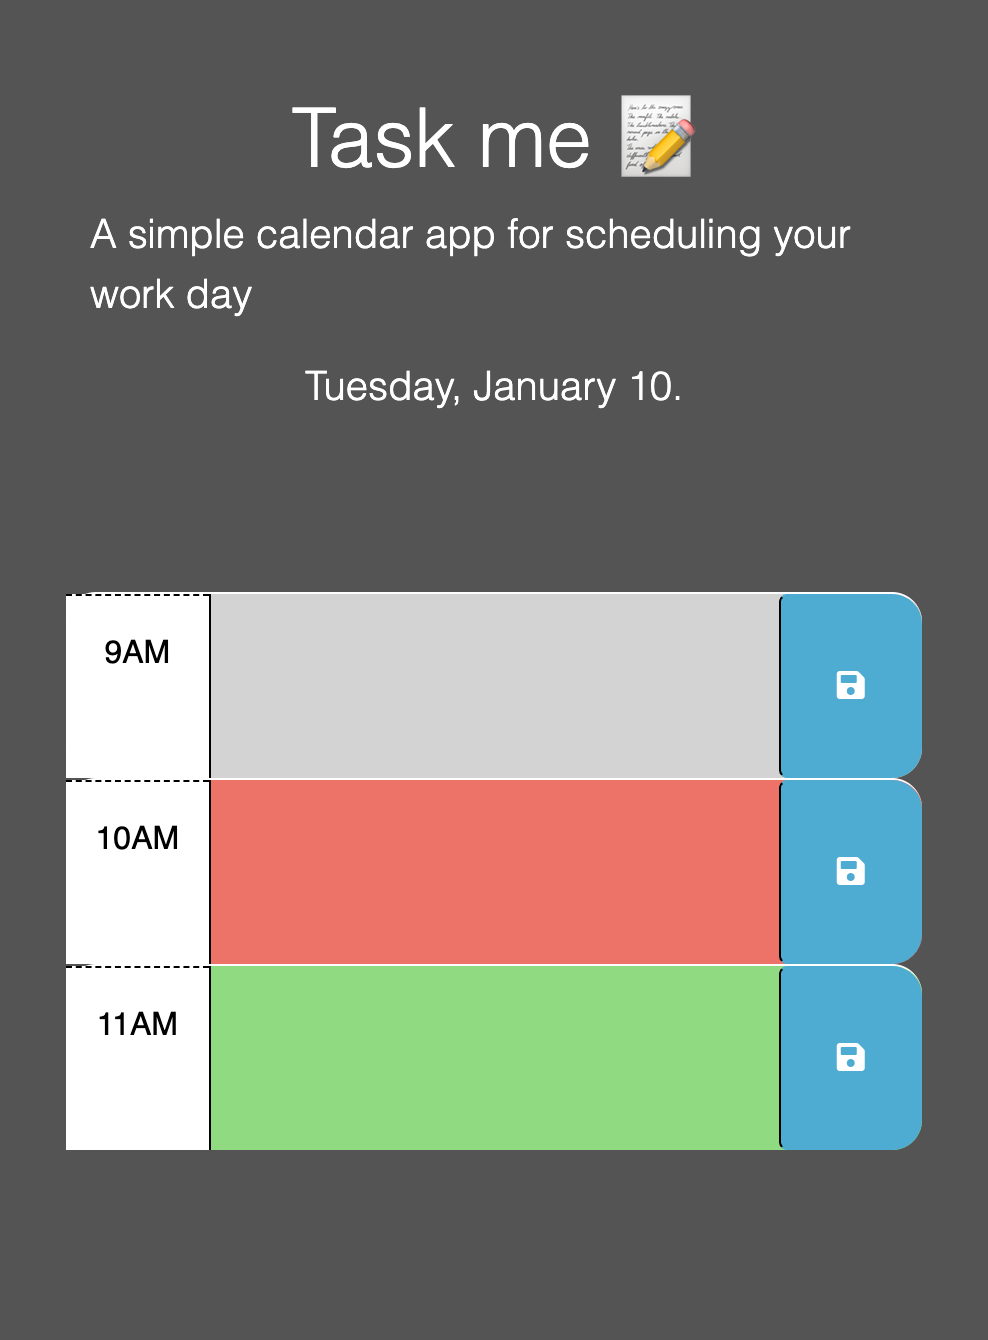 Task me
A simple calendar app for scheduling your
work day
Tuesday, January 10.
9AM
10AM
11AM